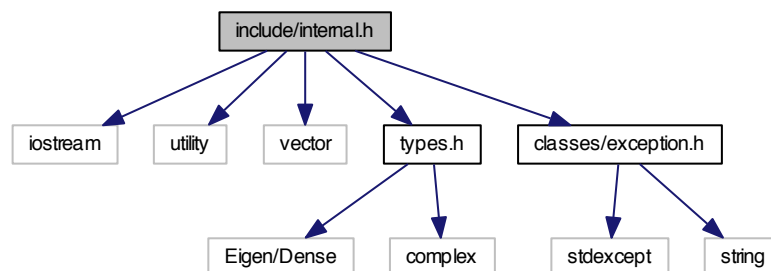 include/internal.h
iostream
utility
vector
types.h
classes/exception.h
Eigen/Dense
complex
stdexcept
string